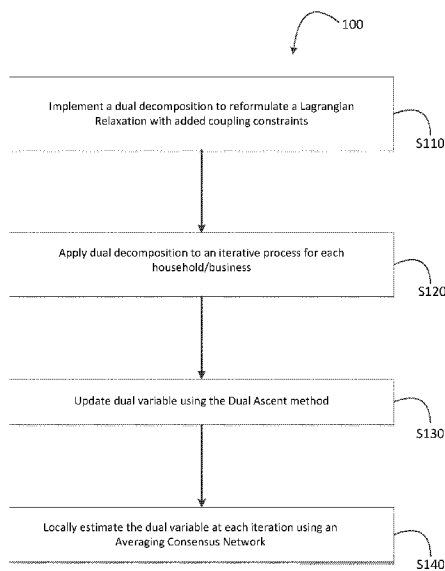 100
Implement a dual decomposition to reformulate a Lagrangian
Relaxation with added coupling constraints
S110
Apply dual decomposition to an iterative process for each
household/business
S120
Update dual variable using the Dual Ascent method
S130
Locally estimate the dual variable at each iteration using an
Averaging Consensus Network
S140